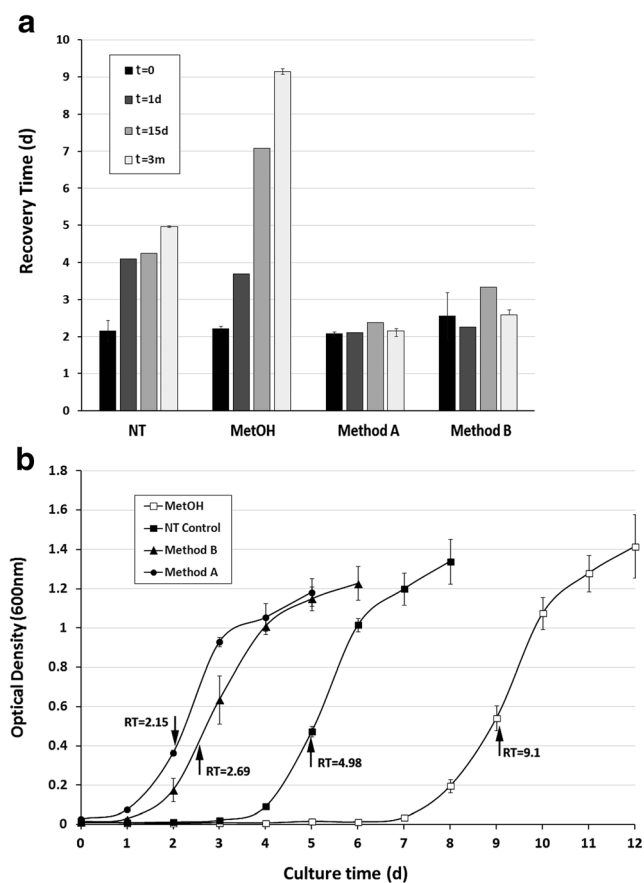 a
10
9
8
7
6
5
4
3
2
1
0
Recovery Time (d)
t=0
t=1d
t=15d
t=3m
NT MetOH Method A Method B
b
1.8
1.6
1.4
1.2
1
0.8
0.6
0.4
0.2
0
Optical Density (600nm)
MetOH
NT Control
Method B
Method A
RT=2.15
RT=2.69
RT=4.98
RT=9.1
0 1 2 3 4 5 6 7 8 9 10 11 12
Culture time (d)